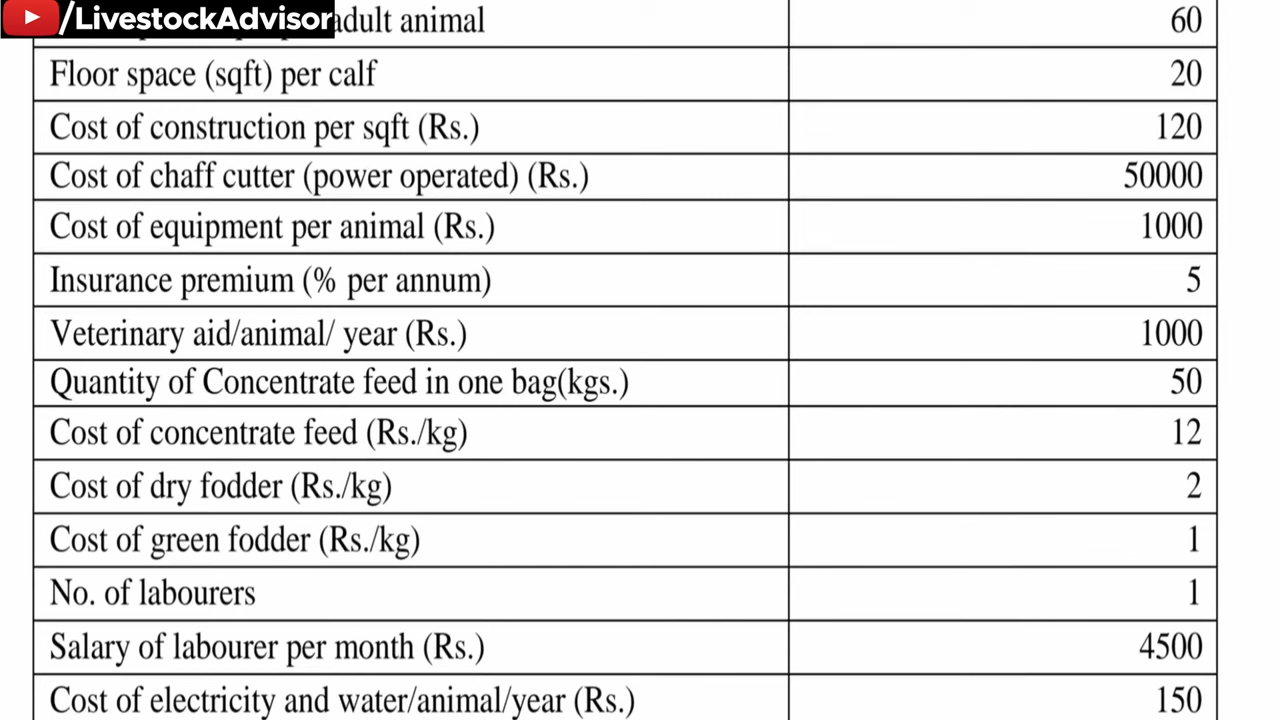 /LivestockAdvisor
adult animal 60
Floor space (sqft) per calf 20
Cost of construction per sqft (Rs.) 120
Cost of chaff cutter (power operated) (Rs.) 50000
Cost of equipment per animal (Rs.) 1000
Insurance premium (% per annum) 5
Veterinary aid/animal/ year (Rs.) 1000
Quantity of Concentrate feed in one bag(kgs.) 50
Cost of concentrate feed (Rs./kg) 12
Cost of dry fodder (Rs./kg) 2
Cost of green fodder (Rs./kg) 1
No. of labourers 1
Salary of labourer per month (Rs.) 4500
Cost of electricity and water/animal/year (Rs.) 150